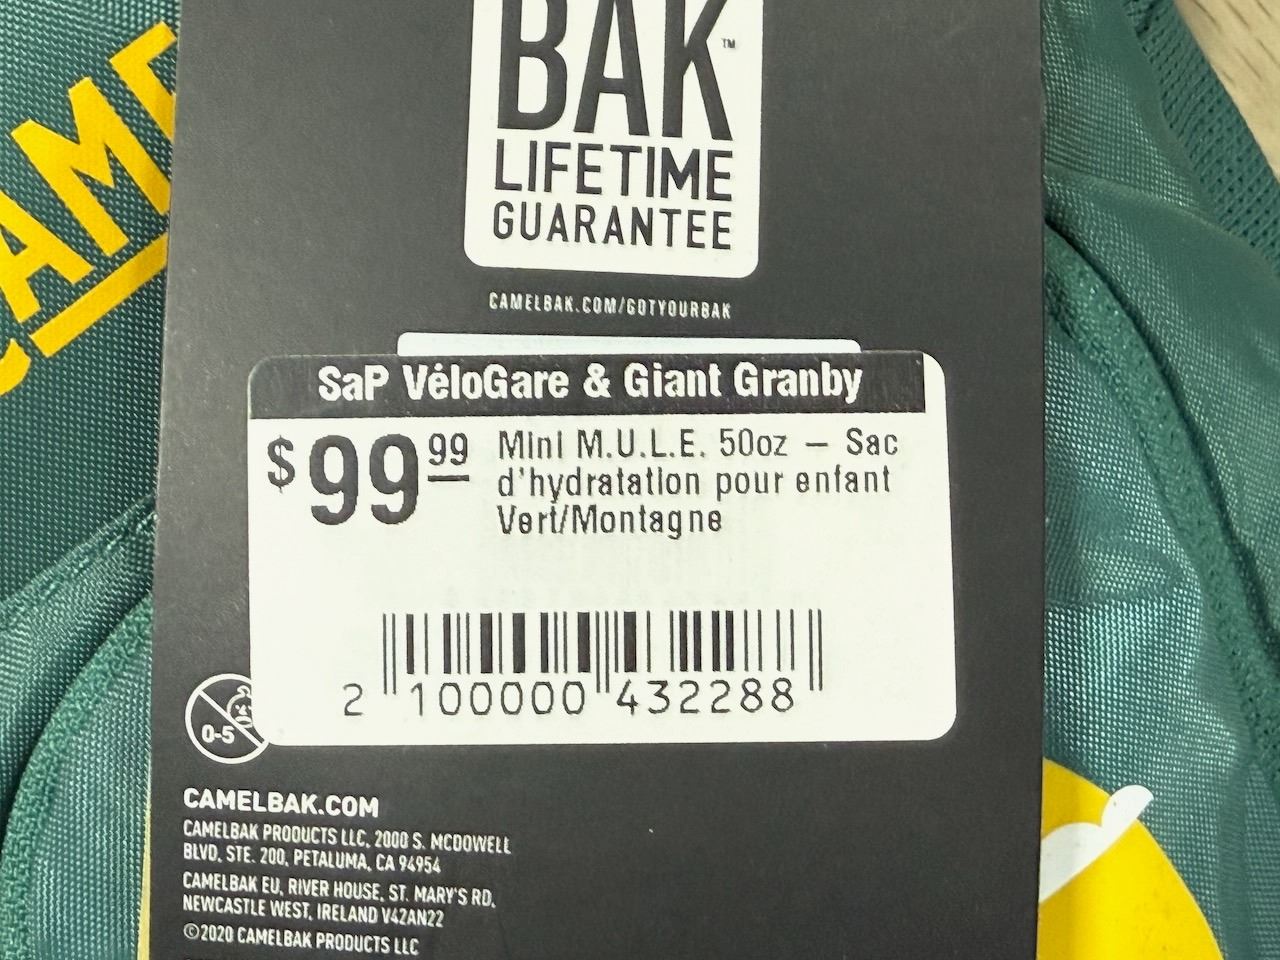 CAME
BAK™
LIFETIME
GUARANTEE
CAMELBAK.COM/GOTYOURBAK
SaP VéloGare & Giant Granby
$99 99
Mini M.U.L.E. 50oz – Sac
d'hydratation pour enfant
Vert/Montagne
2 100000 432288
0-5
CAMELBAK.COM
CAMELBAK PRODUCTS LLC, 2000 S. MCDOWELL
BLVD. STE. 200, PETALUMA, CA 94954
CAMELBAK EU, RIVER HOUSE, ST. MARY'S RD,
NEWCASTLE WEST, IRELAND V42AN22
©2020 CAMELBAK PRODUCTS LLC